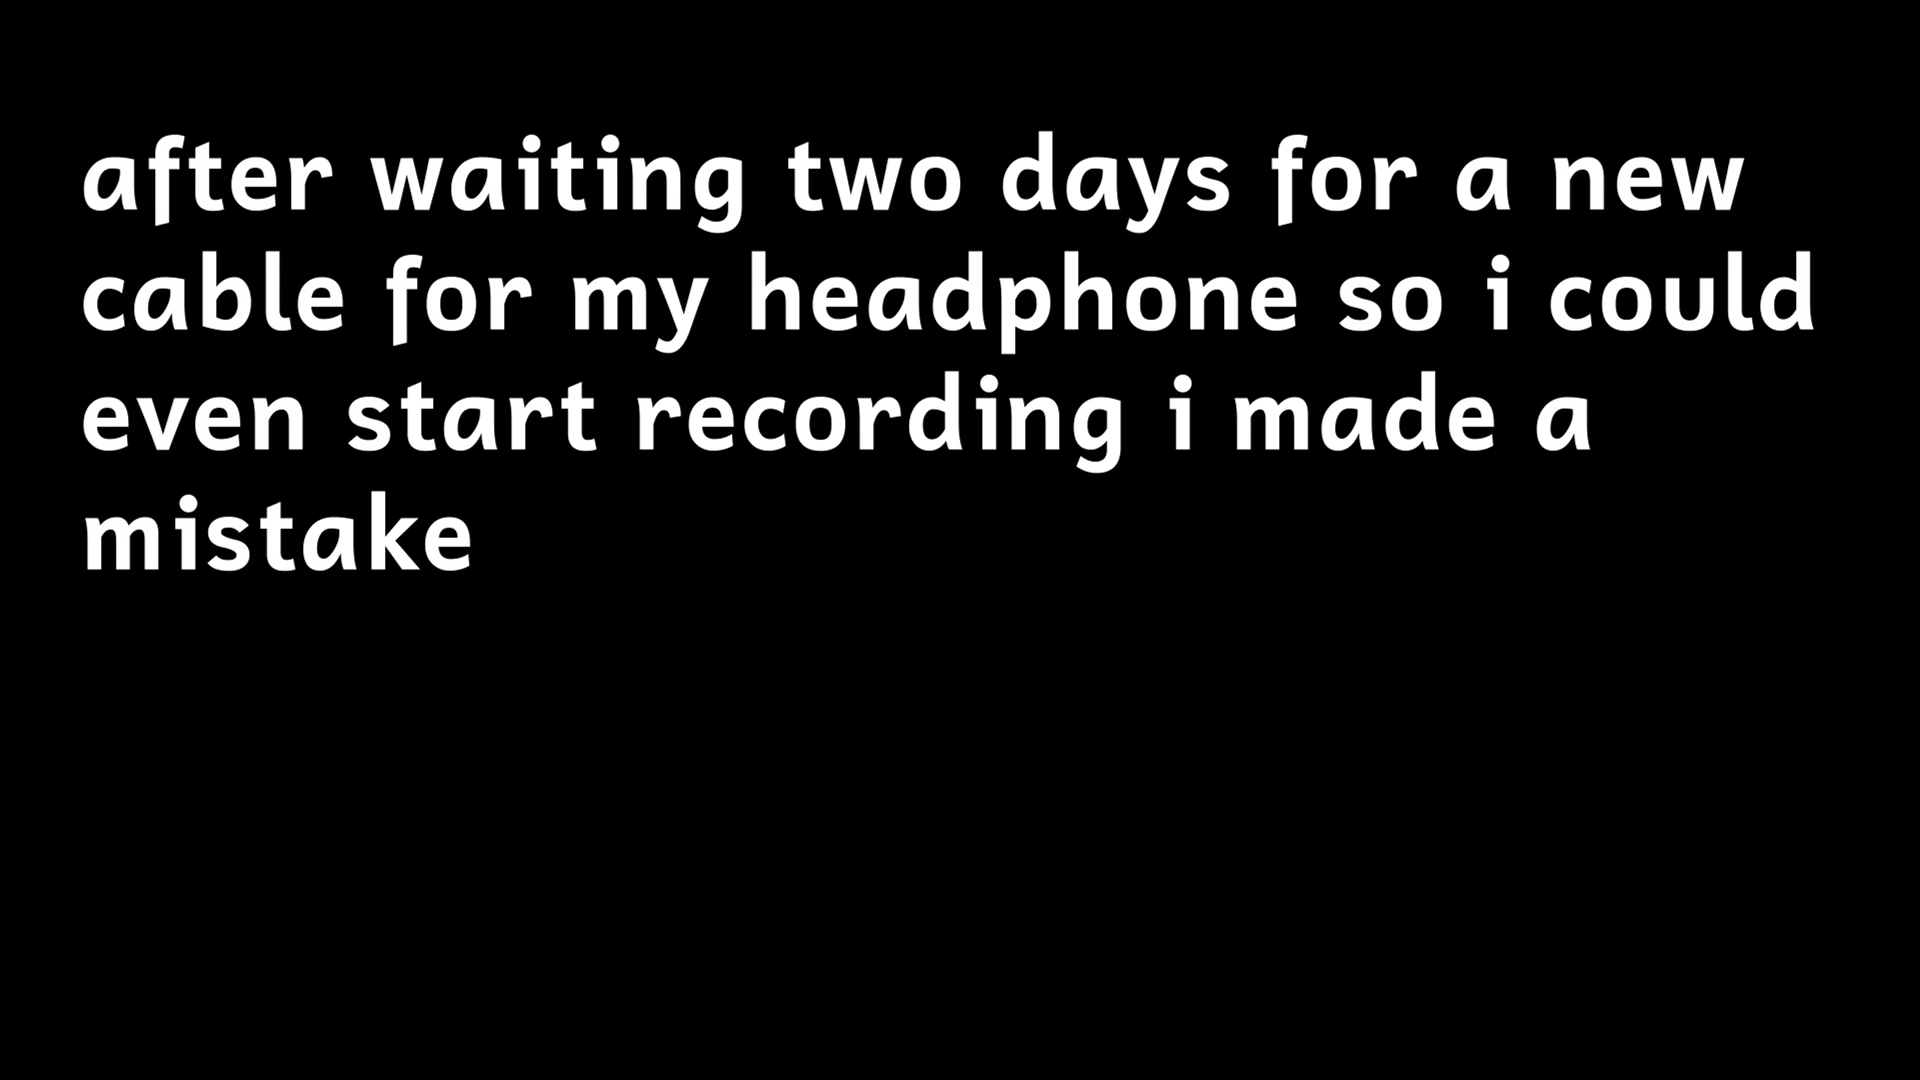 after waiting two days for a new
cable for my headphone so i could
even start recording i made a
mistake